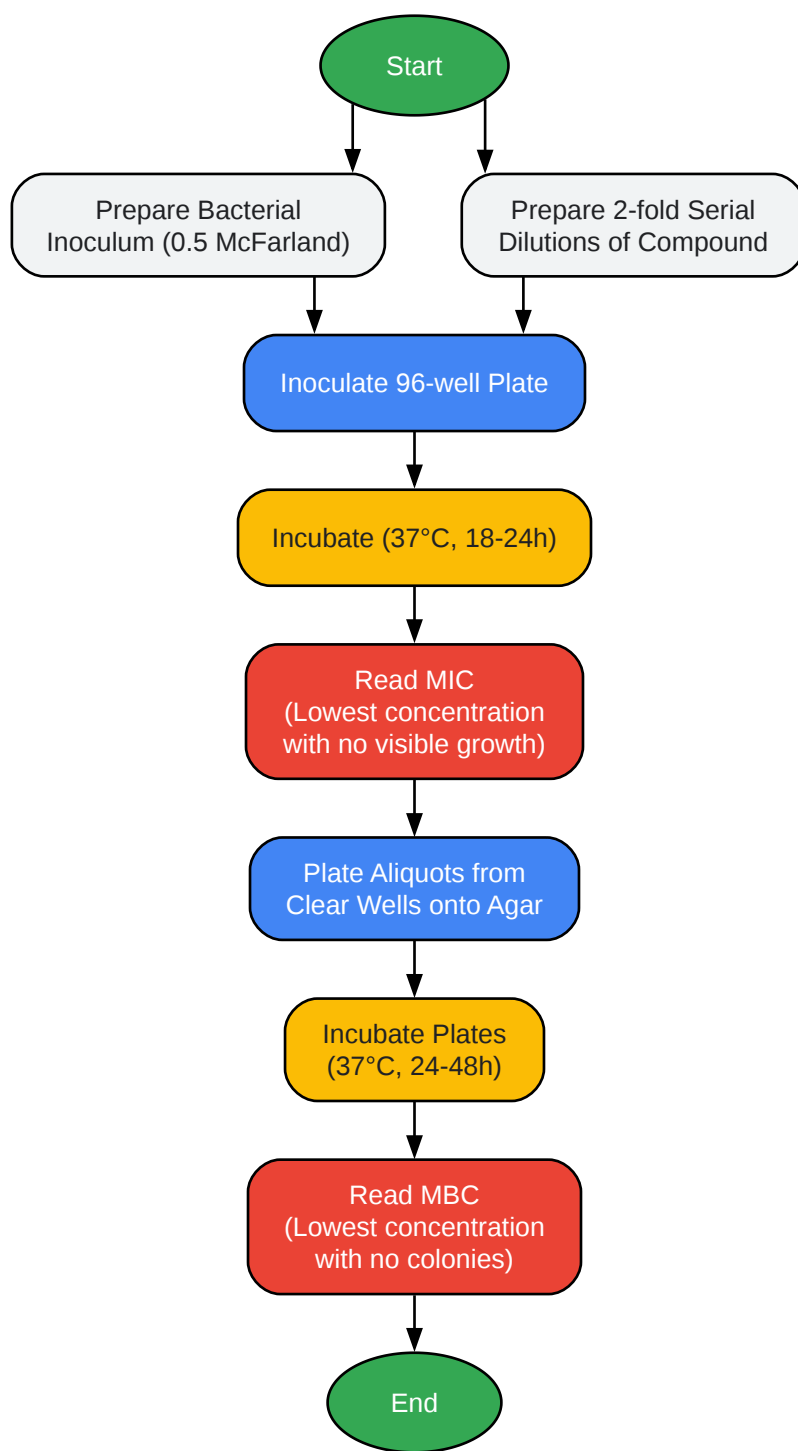 Start
Prepare Bacterial
Inoculum (0.5 McFarland)
Prepare 2-fold Serial
Dilutions of Compound
Inoculate 96-well Plate
Incubate (37°C, 18-24h)
Read MIC
(Lowest concentration
with no visible growth)
Plate Aliquots from
Clear Wells onto Agar
Incubate Plates
(37°C, 24-48h)
Read MBC
(Lowest concentration
with no colonies)
End